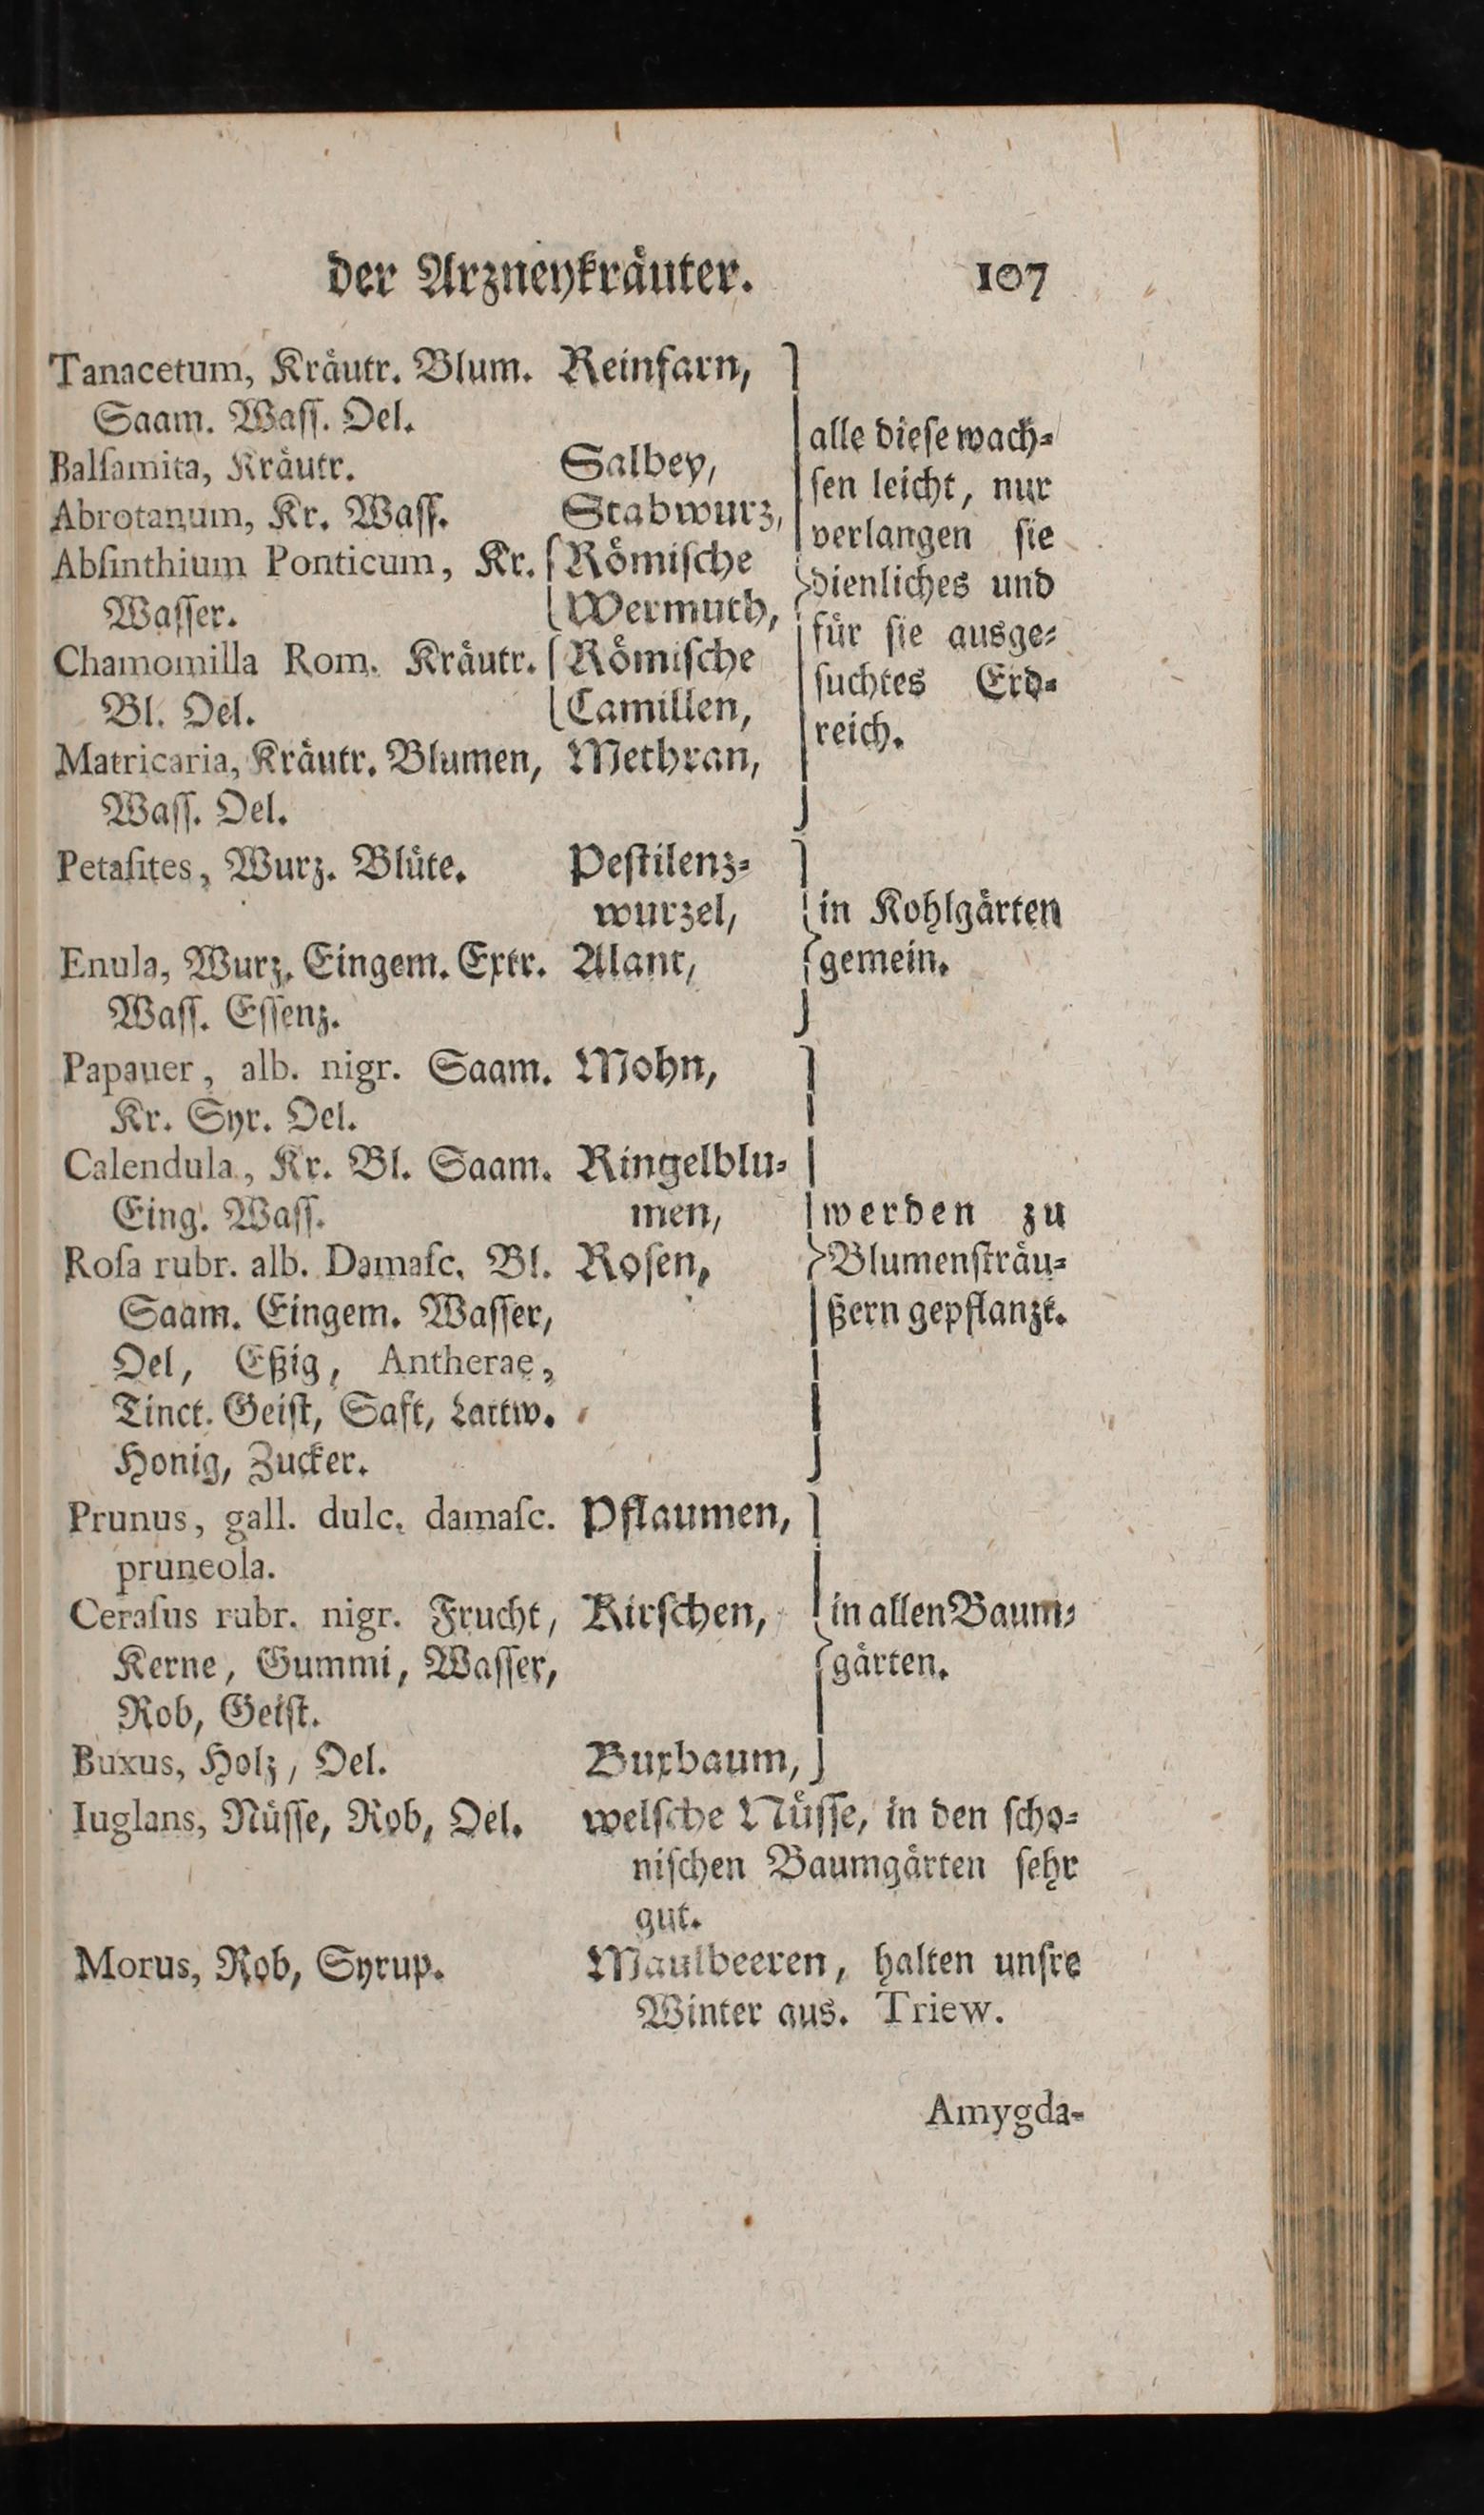 der Arzneykräuter. 107
Tanacetum, Kräutr. Blum. Reinfarn,
Saam. Waſſ. Oel.
Balſamita, Kräutr. Salbey,
Abrotanum, Kr. Waſſ. Stabwurz,
Abſinthium Ponticum, Kr. Römiſche
Waſſer. Wermuth,
Chamomilla Rom. Kräutr. Römiſche
Bl. Oel. Camillen,
Matricaria, Kräutr. Blumen, Methran,
Waſſ. Oel.
alle dieſe wach⸗
ſen leicht, nur
verlangen ſie
dienliches und
für ſie ausge⸗
ſuchtes Erd⸗
reich.
Petaſites, Wurz. Blüte. Peſtilenz⸗
wurzel,
Enula, Wurz. Eingem. Extr. Alant,
Waſſ. Eſſenz.
in Kohlgärten
gemein.
Papauer, alb. nigr. Saam. Mohn,
Kr. Syr. Oel.
Calendula, Kr. Bl. Saam. Ringelblu⸗
Eing. Waſſ. men,
Roſa rubr. alb. Damaſc. Bl. Roſen,
Saam. Eingem. Waſſer,
Oel, Eßig, Antherae,
Tinct. Geiſt, Saft, Lattw.
Honig, Zucker.
werden zu
Blumenſträu⸗
ßern gepflanzt.
Prunus, gall. dulc. damaſc. Pflaumen,
pruneola.
Ceraſus rubr. nigr. Frucht, Kirſchen,
Kerne, Gummi, Waſſer,
Rob, Geiſt.
Buxus, Holz, Oel. Buxbaum,
in allen Baum⸗
gärten.
Iuglans, Nüſſe, Rob, Oel. welſche Nüſſe, in den ſcho⸗
niſchen Baumgärten ſehr
gut.
Morus, Rob, Syrup. Maulbeeren, halten unſre
Winter aus. Triew.
Amygda-